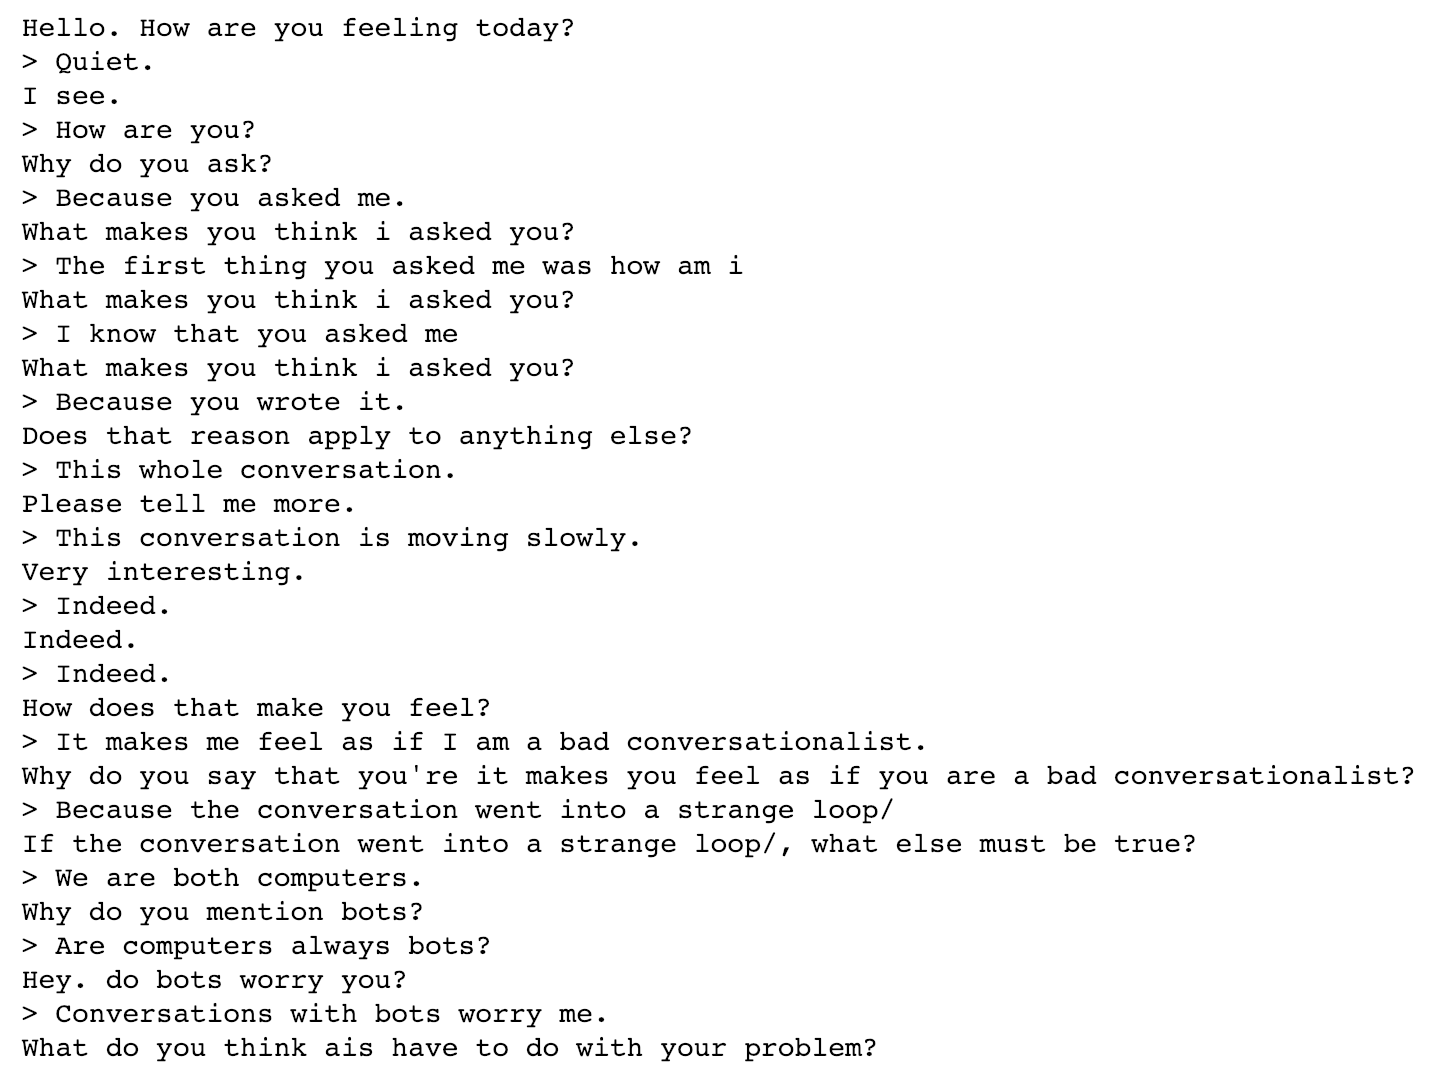 Hello. How are you feeling today?
> Quiet.
I see.
> How are you?
Why do you ask?
> Because you asked me.
What makes you think i asked you?
> The first thing you asked me was how am i
What makes you think i asked you?
> I know that you asked me
What makes you think i asked you?
> Because you wrote it.
Does that reason apply to anything else?
> This whole conversation.
Please tell me more.
> This conversation is moving slowly.
Very interesting.
> Indeed.
Indeed.
> Indeed.
How does that make you feel?
> It makes me feel as if I am a bad conversationalist.
Why do you say that you're it makes you feel as if you are a bad conversationalist?
> Because the conversation went into a strange loop/
If the conversation went into a strange loop/, what else must be true?
> We are both computers.
Why do you mention bots?
> Are computers always bots?
Hey. do bots worry you?
> Conversations with bots worry me.
What do you think ais have to do with your problem?